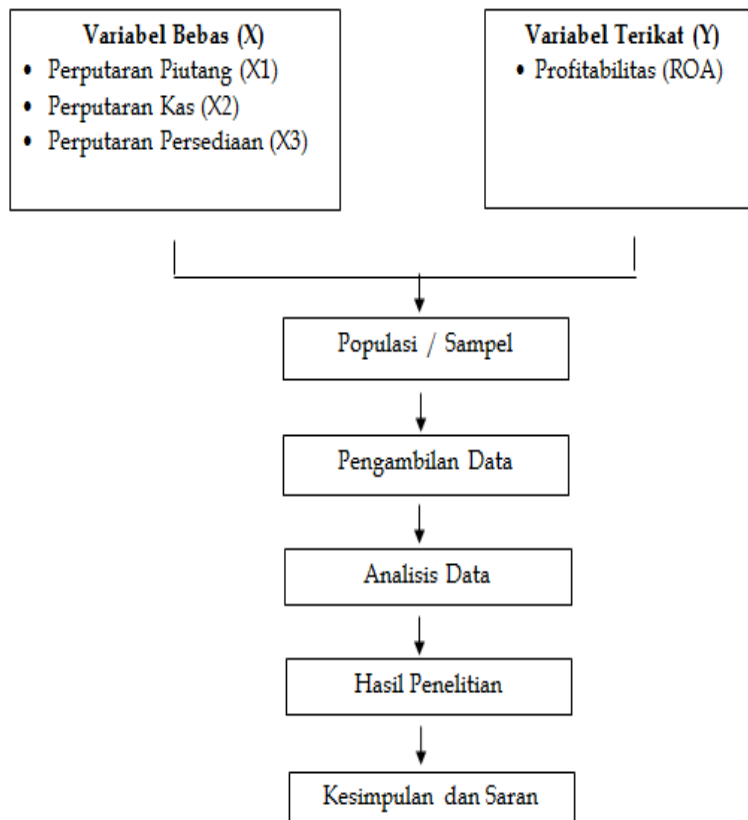 Variabel Bebas (X)
• Perputaran Piutang (X1)
• Perputaran Kas (X2)
• Perputaran Persediaan (X3)
Variabel Terikat (Y)
• Profitabilitas (ROA)
Populasi / Sampel
Pengambilan Data
Analisis Data
Hasil Penelitian
Kesimpulan dan Saran